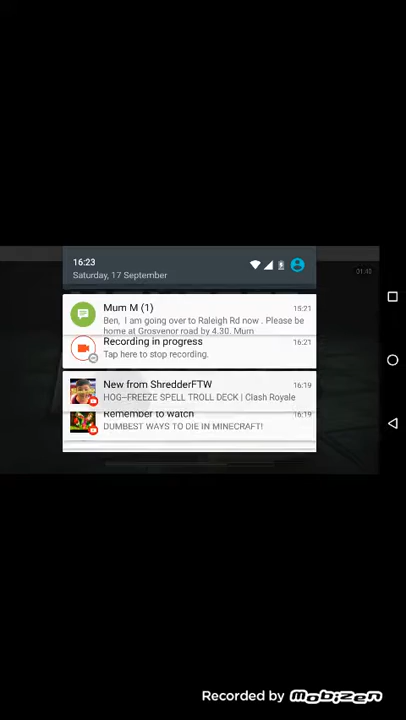 16:23
Saturday, 17 September
01:45
Mum M (1)
15:21
Ben, I am going over to Raleigh Rd now . Please be
home at Grosvenor road by 4.30. Mum
Recording in progress
16:21
Tap here to stop recording.
New from ShredderFTW
16:19
HOG–FREEZE SPELL TROLL DECK | Clash Royale
Remember to watch
16:19
DUMBEST WAYS TO DIE IN MINECRAFT!
Recorded by MOBIZEN